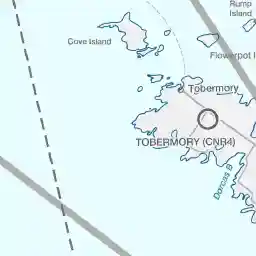 Rump
Island
Cove Island
Flowerpot I
Tobermory
TOBERMORY (CNR4)
Dorcas B